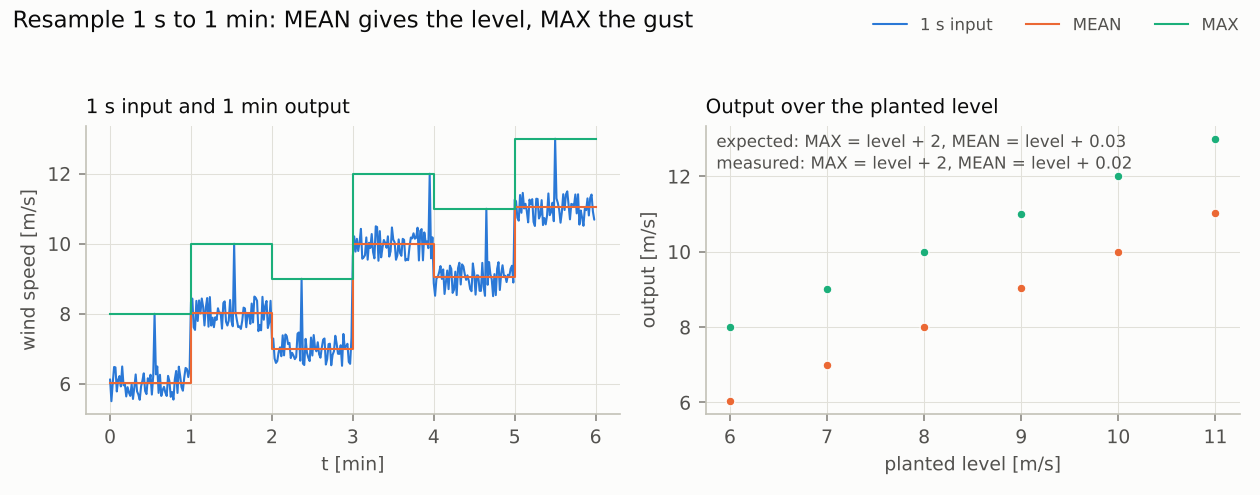 Resample 1 s to 1 min: MEAN gives the level, MAX the gust
1 s input
MEAN
MAX
1 s input and 1 min output
wind speed [m/s]
12
10
8
6
0 1 2 3 4 5 6
t [min]
Output over the planted level
expected: MAX = level + 2, MEAN = level + 0.03
measured: MAX = level + 2, MEAN = level + 0.02
output [m/s]
12
10
8
6
6 7 8 9 10 11
planted level [m/s]